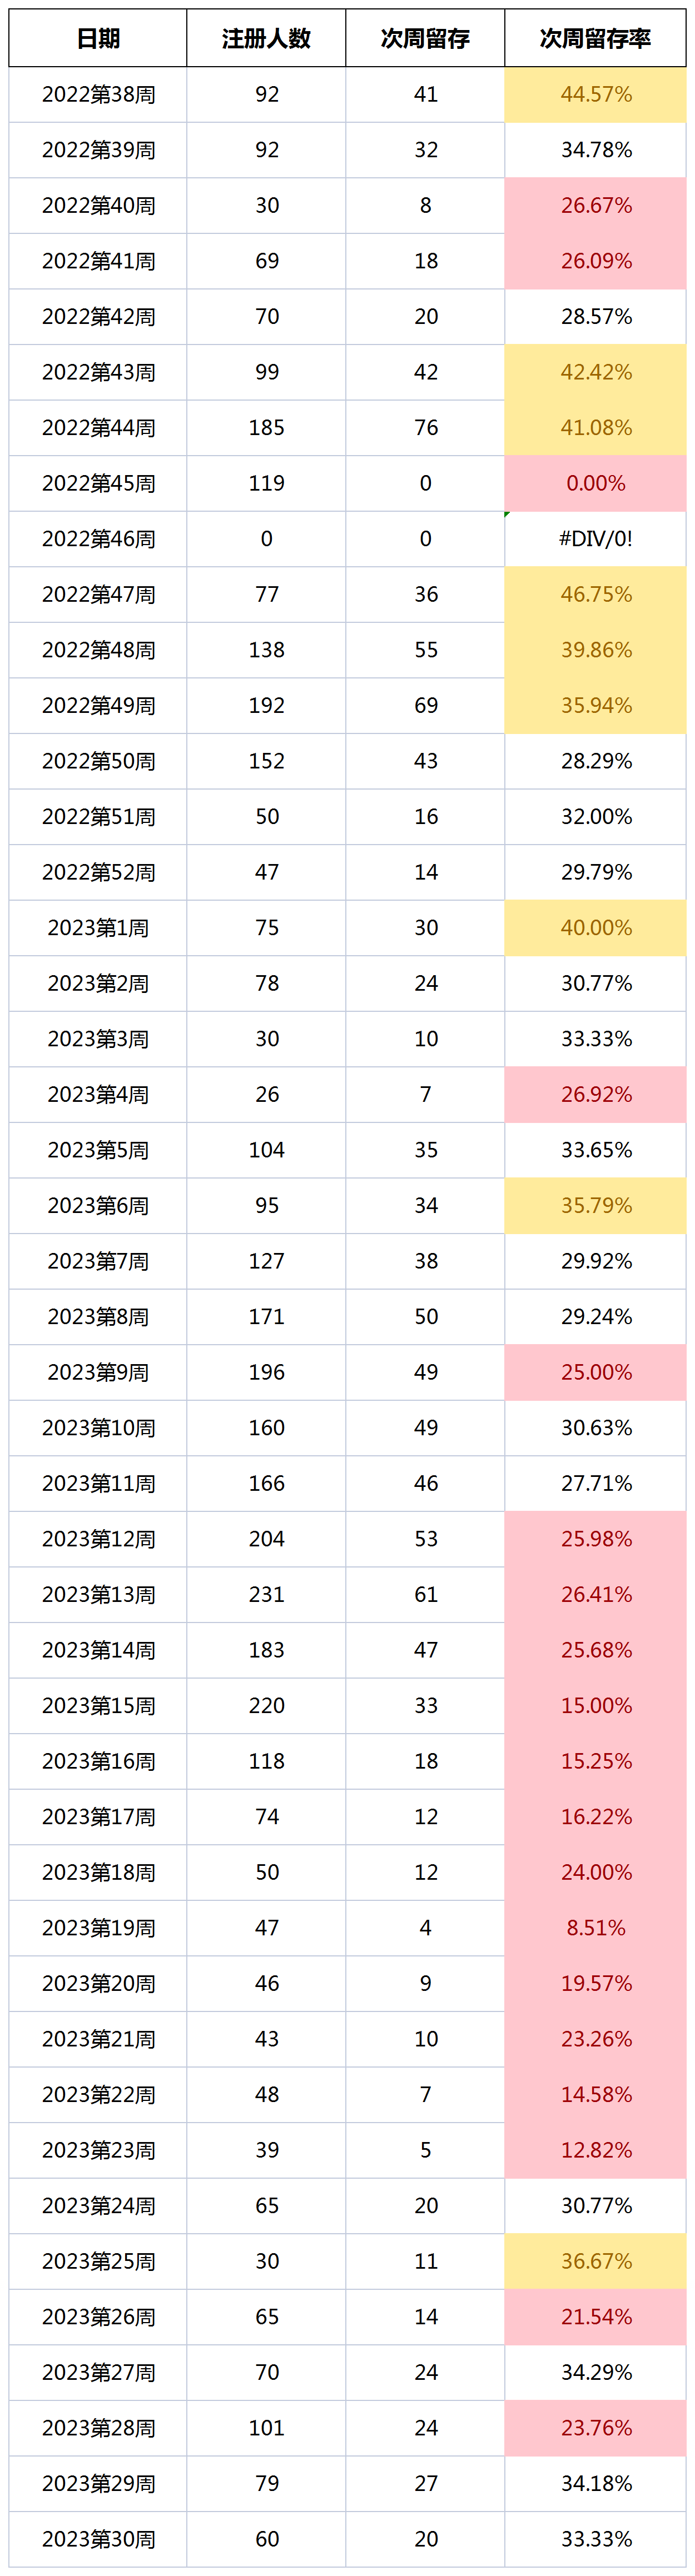 日期 注册人数 次周留存 次周留存率
2022第38周 92 41 44.57%
2022第39周 92 32 34.78%
2022第40周 30 8 26.67%
2022第41周 69 18 26.09%
2022第42周 70 20 28.57%
2022第43周 99 42 42.42%
2022第44周 185 76 41.08%
2022第45周 119 0 0.00%
2022第46周 0 0 #DIV/0!
2022第47周 77 36 46.75%
2022第48周 138 55 39.86%
2022第49周 192 69 35.94%
2022第50周 152 43 28.29%
2022第51周 50 16 32.00%
2022第52周 47 14 29.79%
2023第1周 75 30 40.00%
2023第2周 78 24 30.77%
2023第3周 30 10 33.33%
2023第4周 26 7 26.92%
2023第5周 104 35 33.65%
2023第6周 95 34 35.79%
2023第7周 127 38 29.92%
2023第8周 171 50 29.24%
2023第9周 196 49 25.00%
2023第10周 160 49 30.63%
2023第11周 166 46 27.71%
2023第12周 204 53 25.98%
2023第13周 231 61 26.41%
2023第14周 183 47 25.68%
2023第15周 220 33 15.00%
2023第16周 118 18 15.25%
2023第17周 74 12 16.22%
2023第18周 50 12 24.00%
2023第19周 47 4 8.51%
2023第20周 46 9 19.57%
2023第21周 43 10 23.26%
2023第22周 48 7 14.58%
2023第23周 39 5 12.82%
2023第24周 65 20 30.77%
2023第25周 30 11 36.67%
2023第26周 65 14 21.54%
2023第27周 70 24 34.29%
2023第28周 101 24 23.76%
2023第29周 79 27 34.18%
2023第30周 60 20 33.33%